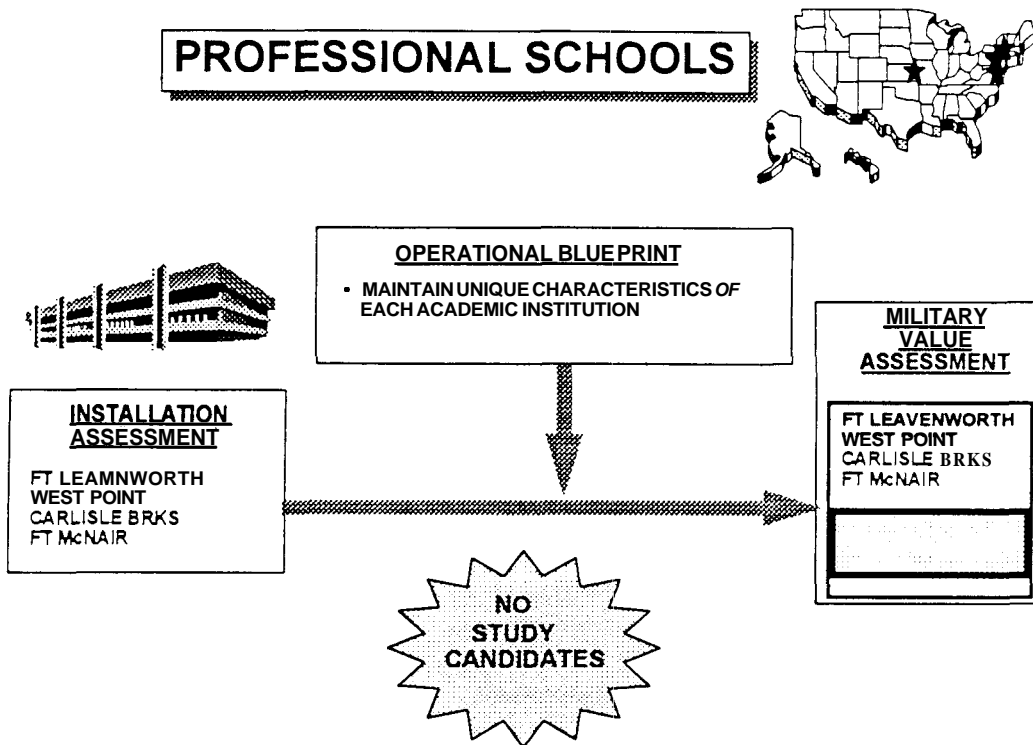 PROFESSIONAL SCHOOLS
OPERATIONAL BLUEPRINT
▪ MAINTAIN UNIQUE CHARACTERISTICS OF
EACH ACADEMIC INSTITUTION
INSTALLATION
ASSESSMENT
FT LEAMNWORTH
WEST POINT
CARLISLE BRKS
FT McNAIR
MILITARY
VALUE
ASSESSMENT
FT LEAVENWORTH
WEST POINT
CARLISLE BRKS
FT McNAIR
NO
STUDY
CANDIDATES